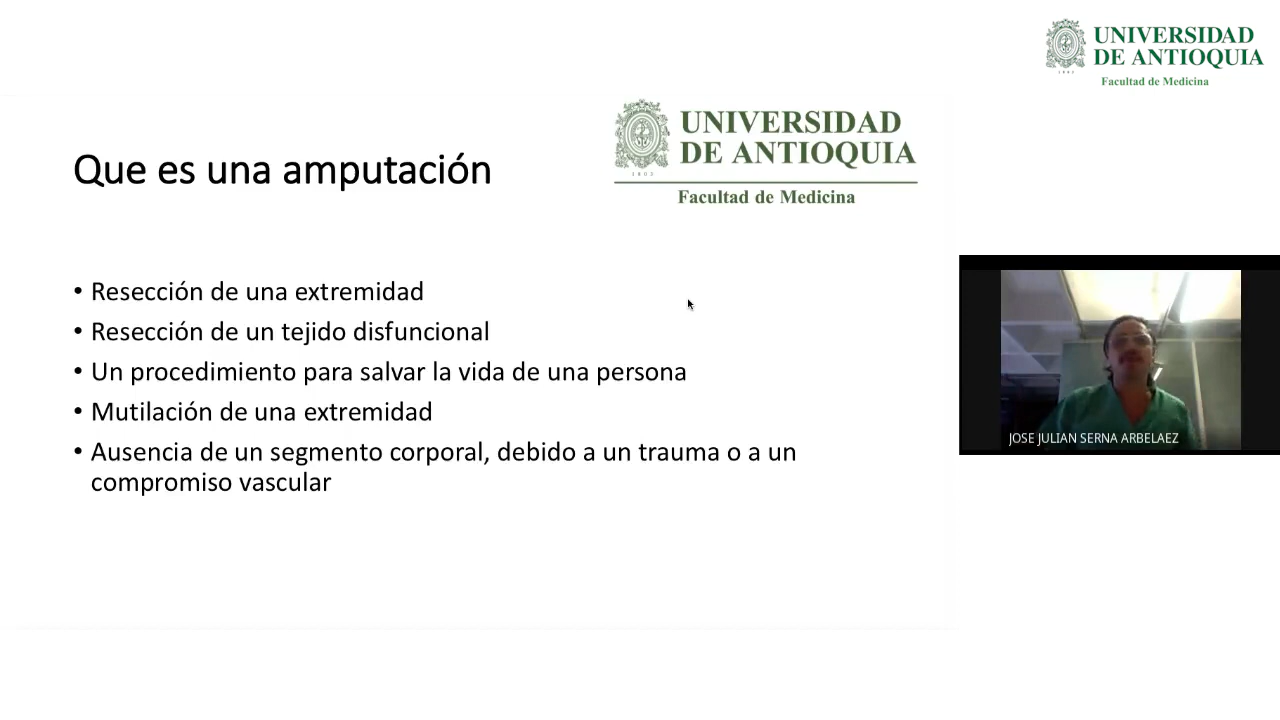 UNIVERSIDAD
DE ANTIOQUIA
1803
Facultad de Medicina
UNIVERSIDAD
DE ANTIOQUIA
1803
Facultad de Medicina
Que es una amputación
• Resección de una extremidad
• Resección de un tejido disfuncional
• Un procedimiento para salvar la vida de una persona
• Mutilación de una extremidad
• Ausencia de un segmento corporal, debido a un trauma o a un
compromiso vascular
JOSE JULIAN SERNA ARBELAEZ